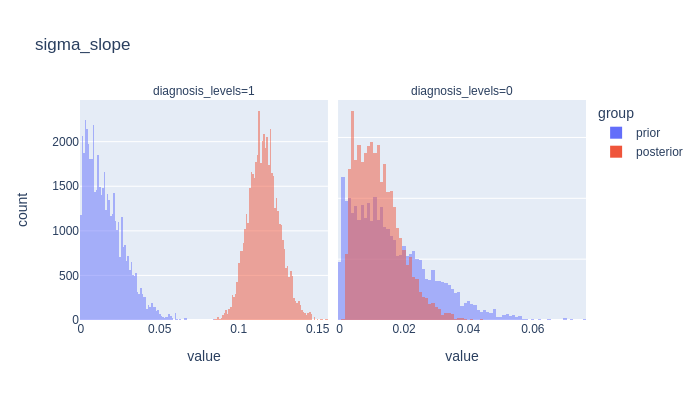 sigma_slope
diagnosis_levels=1
diagnosis_levels=0
group
prior
posterior
count
2000
1500
1000
500
0
0 0.05 0.1 0.15
0 0.02 0.04 0.06
value
value